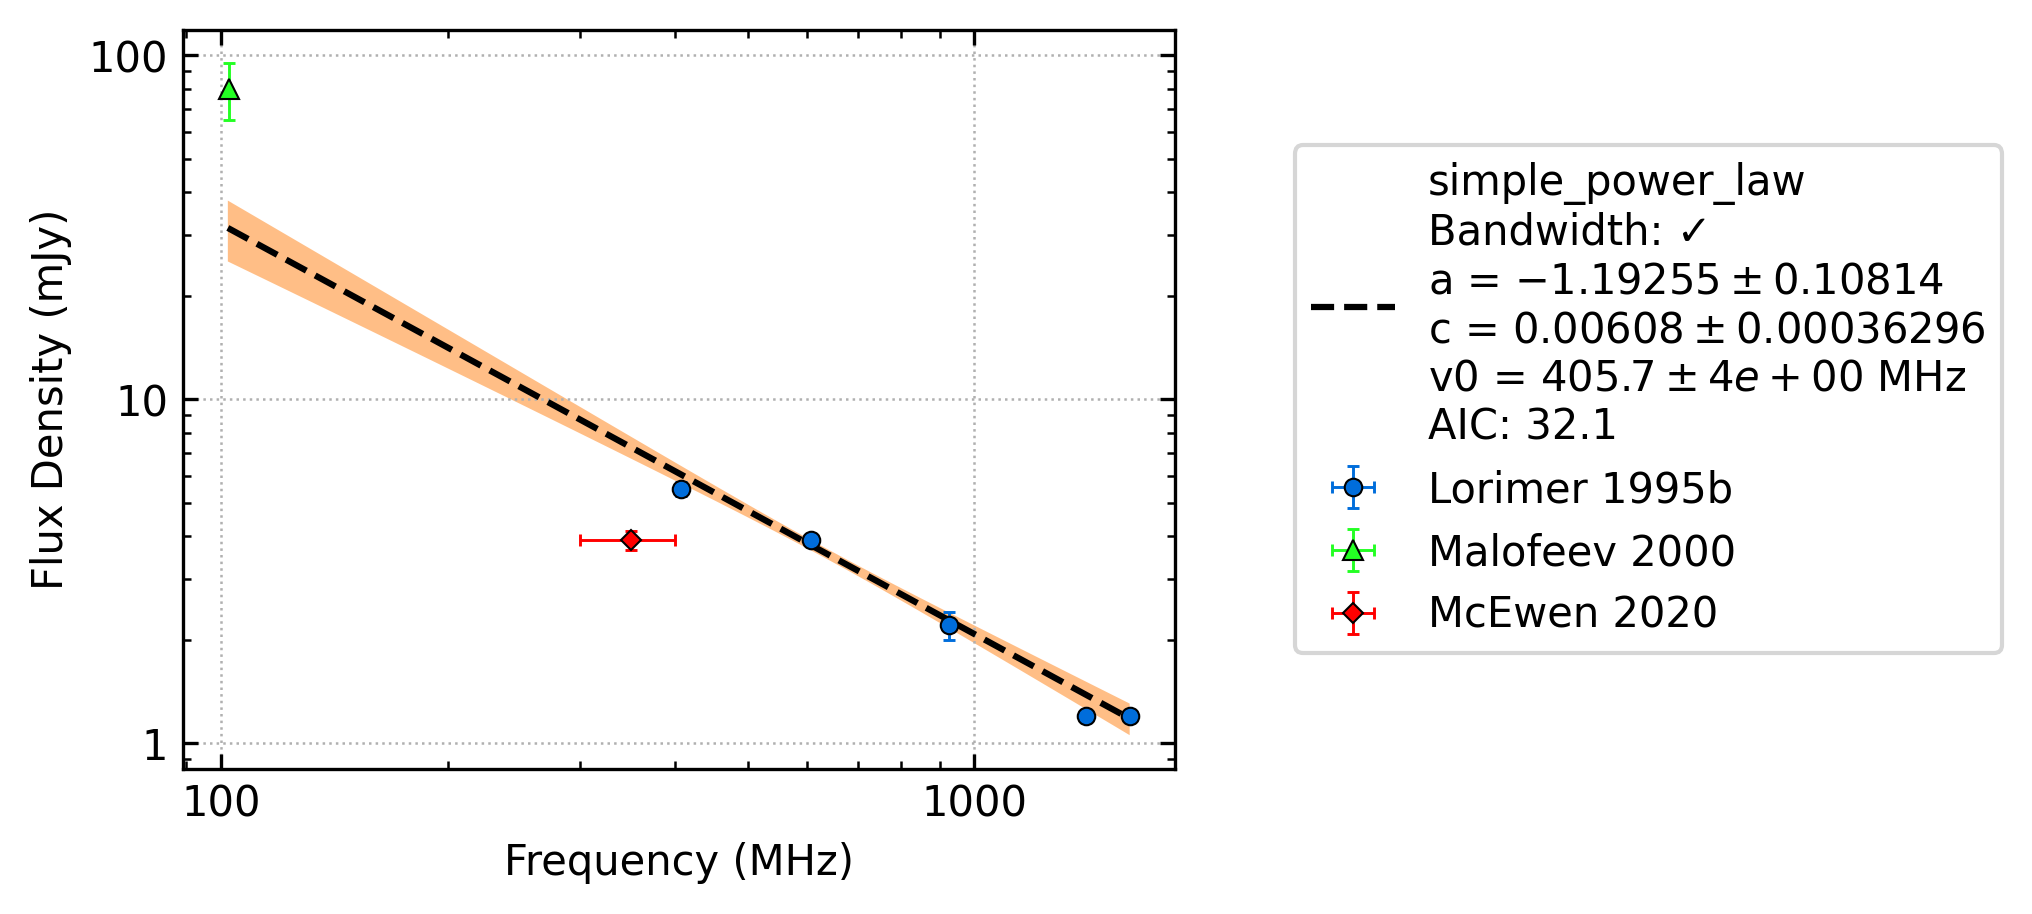 100
10
1
Flux Density (mJy)
100
1000
Frequency (MHz)
simple_power_law
Bandwidth: ✓
a = −1.19255 ± 0.10814
c = 0.00608 ± 0.00036296
v0 = 405.7 ± 4e + 00 MHz
AIC: 32.1
Lorimer 1995b
Malofeev 2000
McEwen 2020